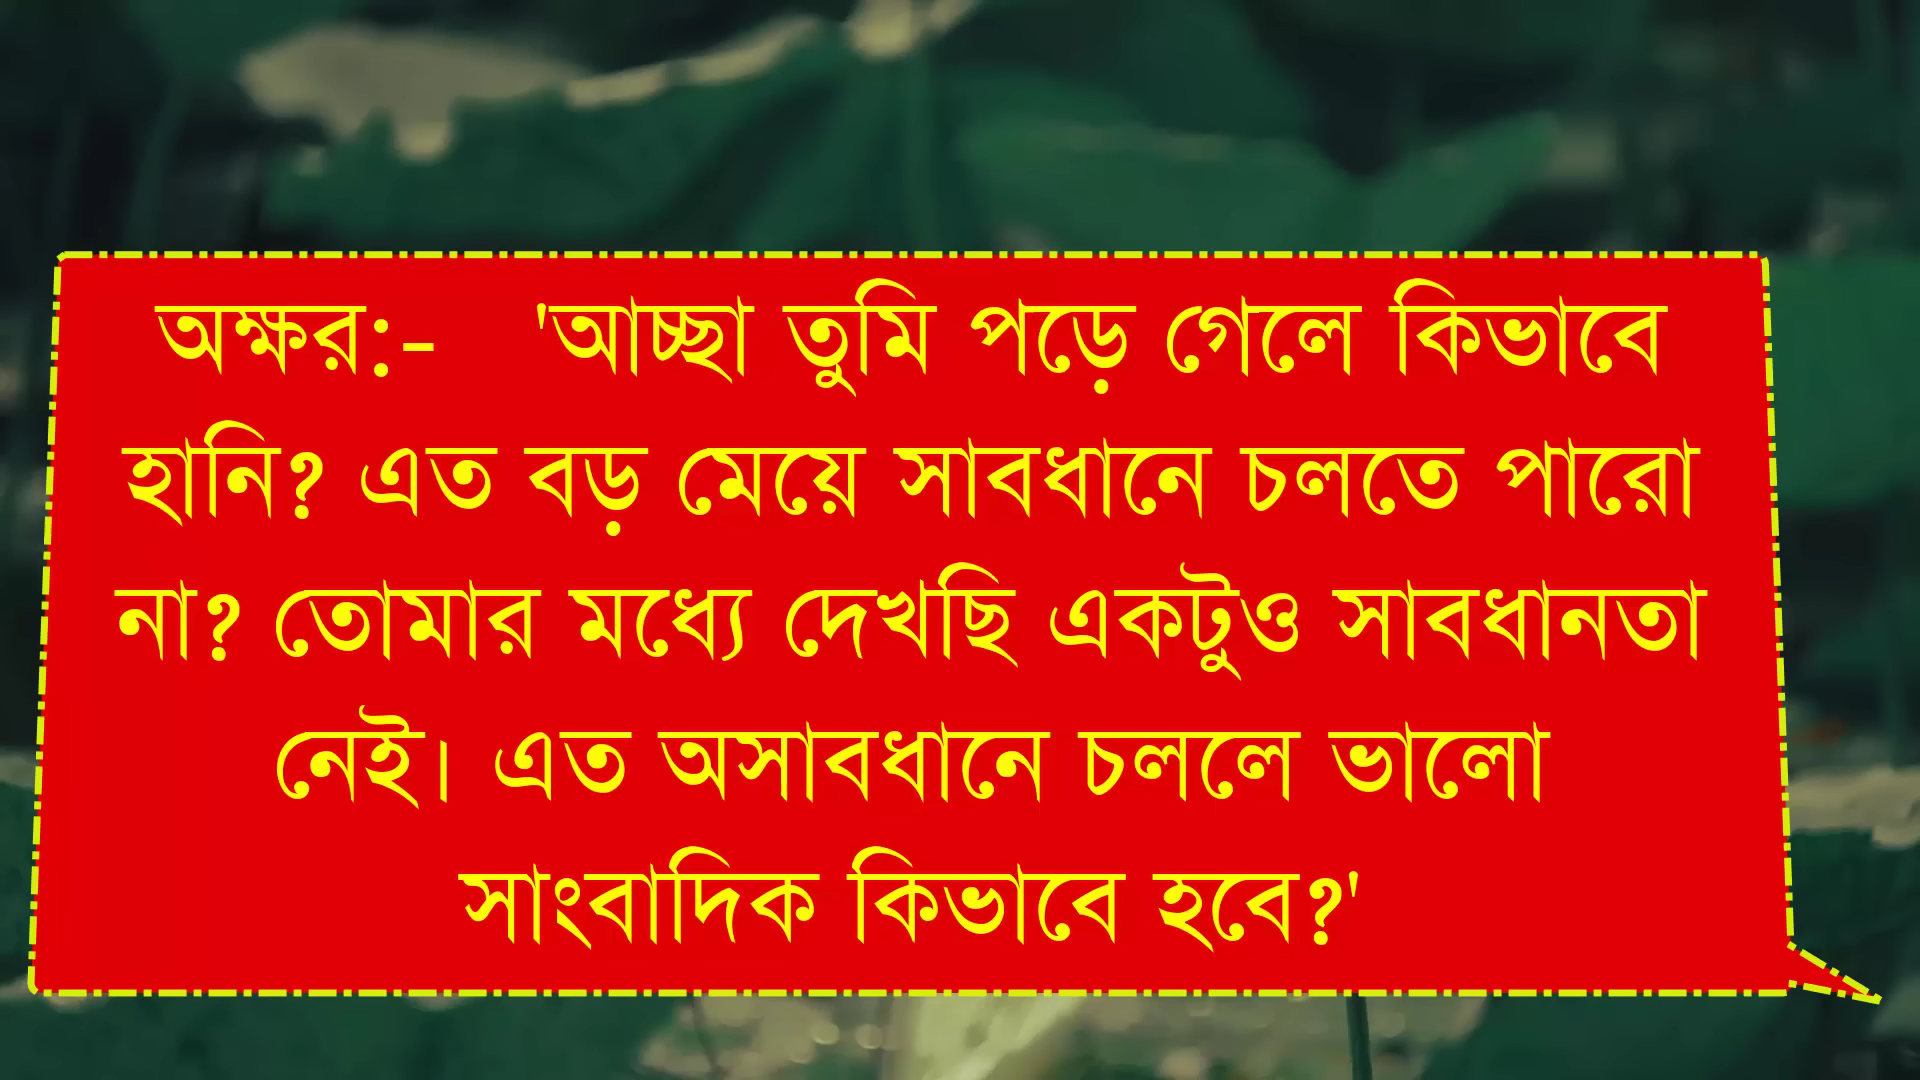 অক্ষর:- 'আচ্ছা তুমি পড়ে গেলে কিভাবে
হানি? এত বড় মেয়ে সাবধানে চলতে পারো
না? তোমার মধ্যে দেখছি একটুও সাবধানতা
নেই। এত অসাবধানে চললে ভালো
সাংবাদিক কিভাবে হবে?'